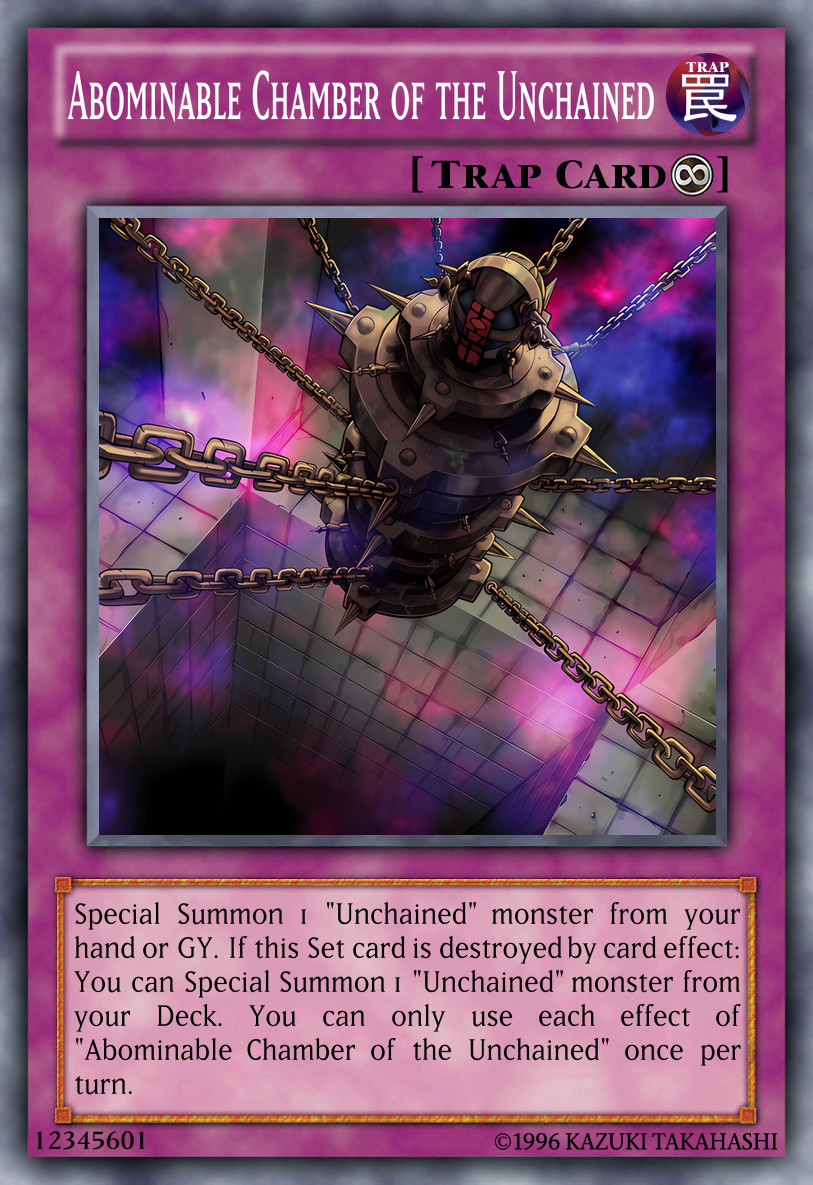 ABOMINABLE CHAMBER OF THE UNCHAINED
TRAP
罠
[TRAP CARD∞]
Special Summon 1 "Unchained" monster from your
hand or GY. If this Set card is destroyed by card effect:
You can Special Summon 1 "Unchained" monster from
your Deck. You can only use each effect of
"Abominable Chamber of the Unchained" once per
turn.
12345601
©1996 KAZUKI TAKAHASHI